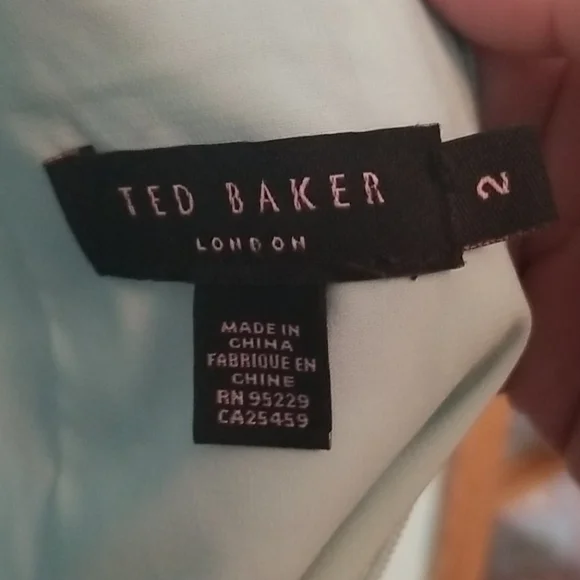 TED BAKER
LONDON
2
MADE IN
CHINA
FABRIQUE EN
CHINE
RN 95229
CA25459